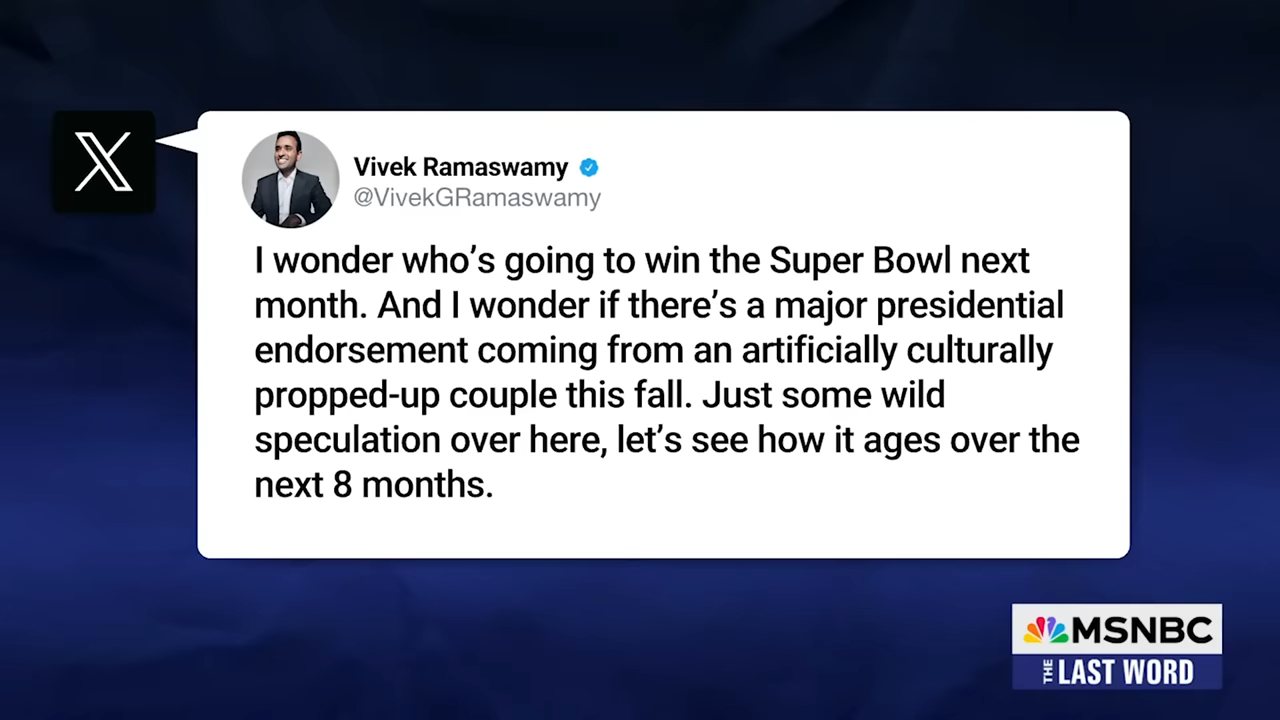 Vivek Ramaswamy
@VivekGRamaswamy
I wonder who's going to win the Super Bowl next
month. And I wonder if there's a major presidential
endorsement coming from an artificially culturally
propped-up couple this fall. Just some wild
speculation over here, let's see how it ages over the
next 8 months.
MSNBC
THE LAST WORD